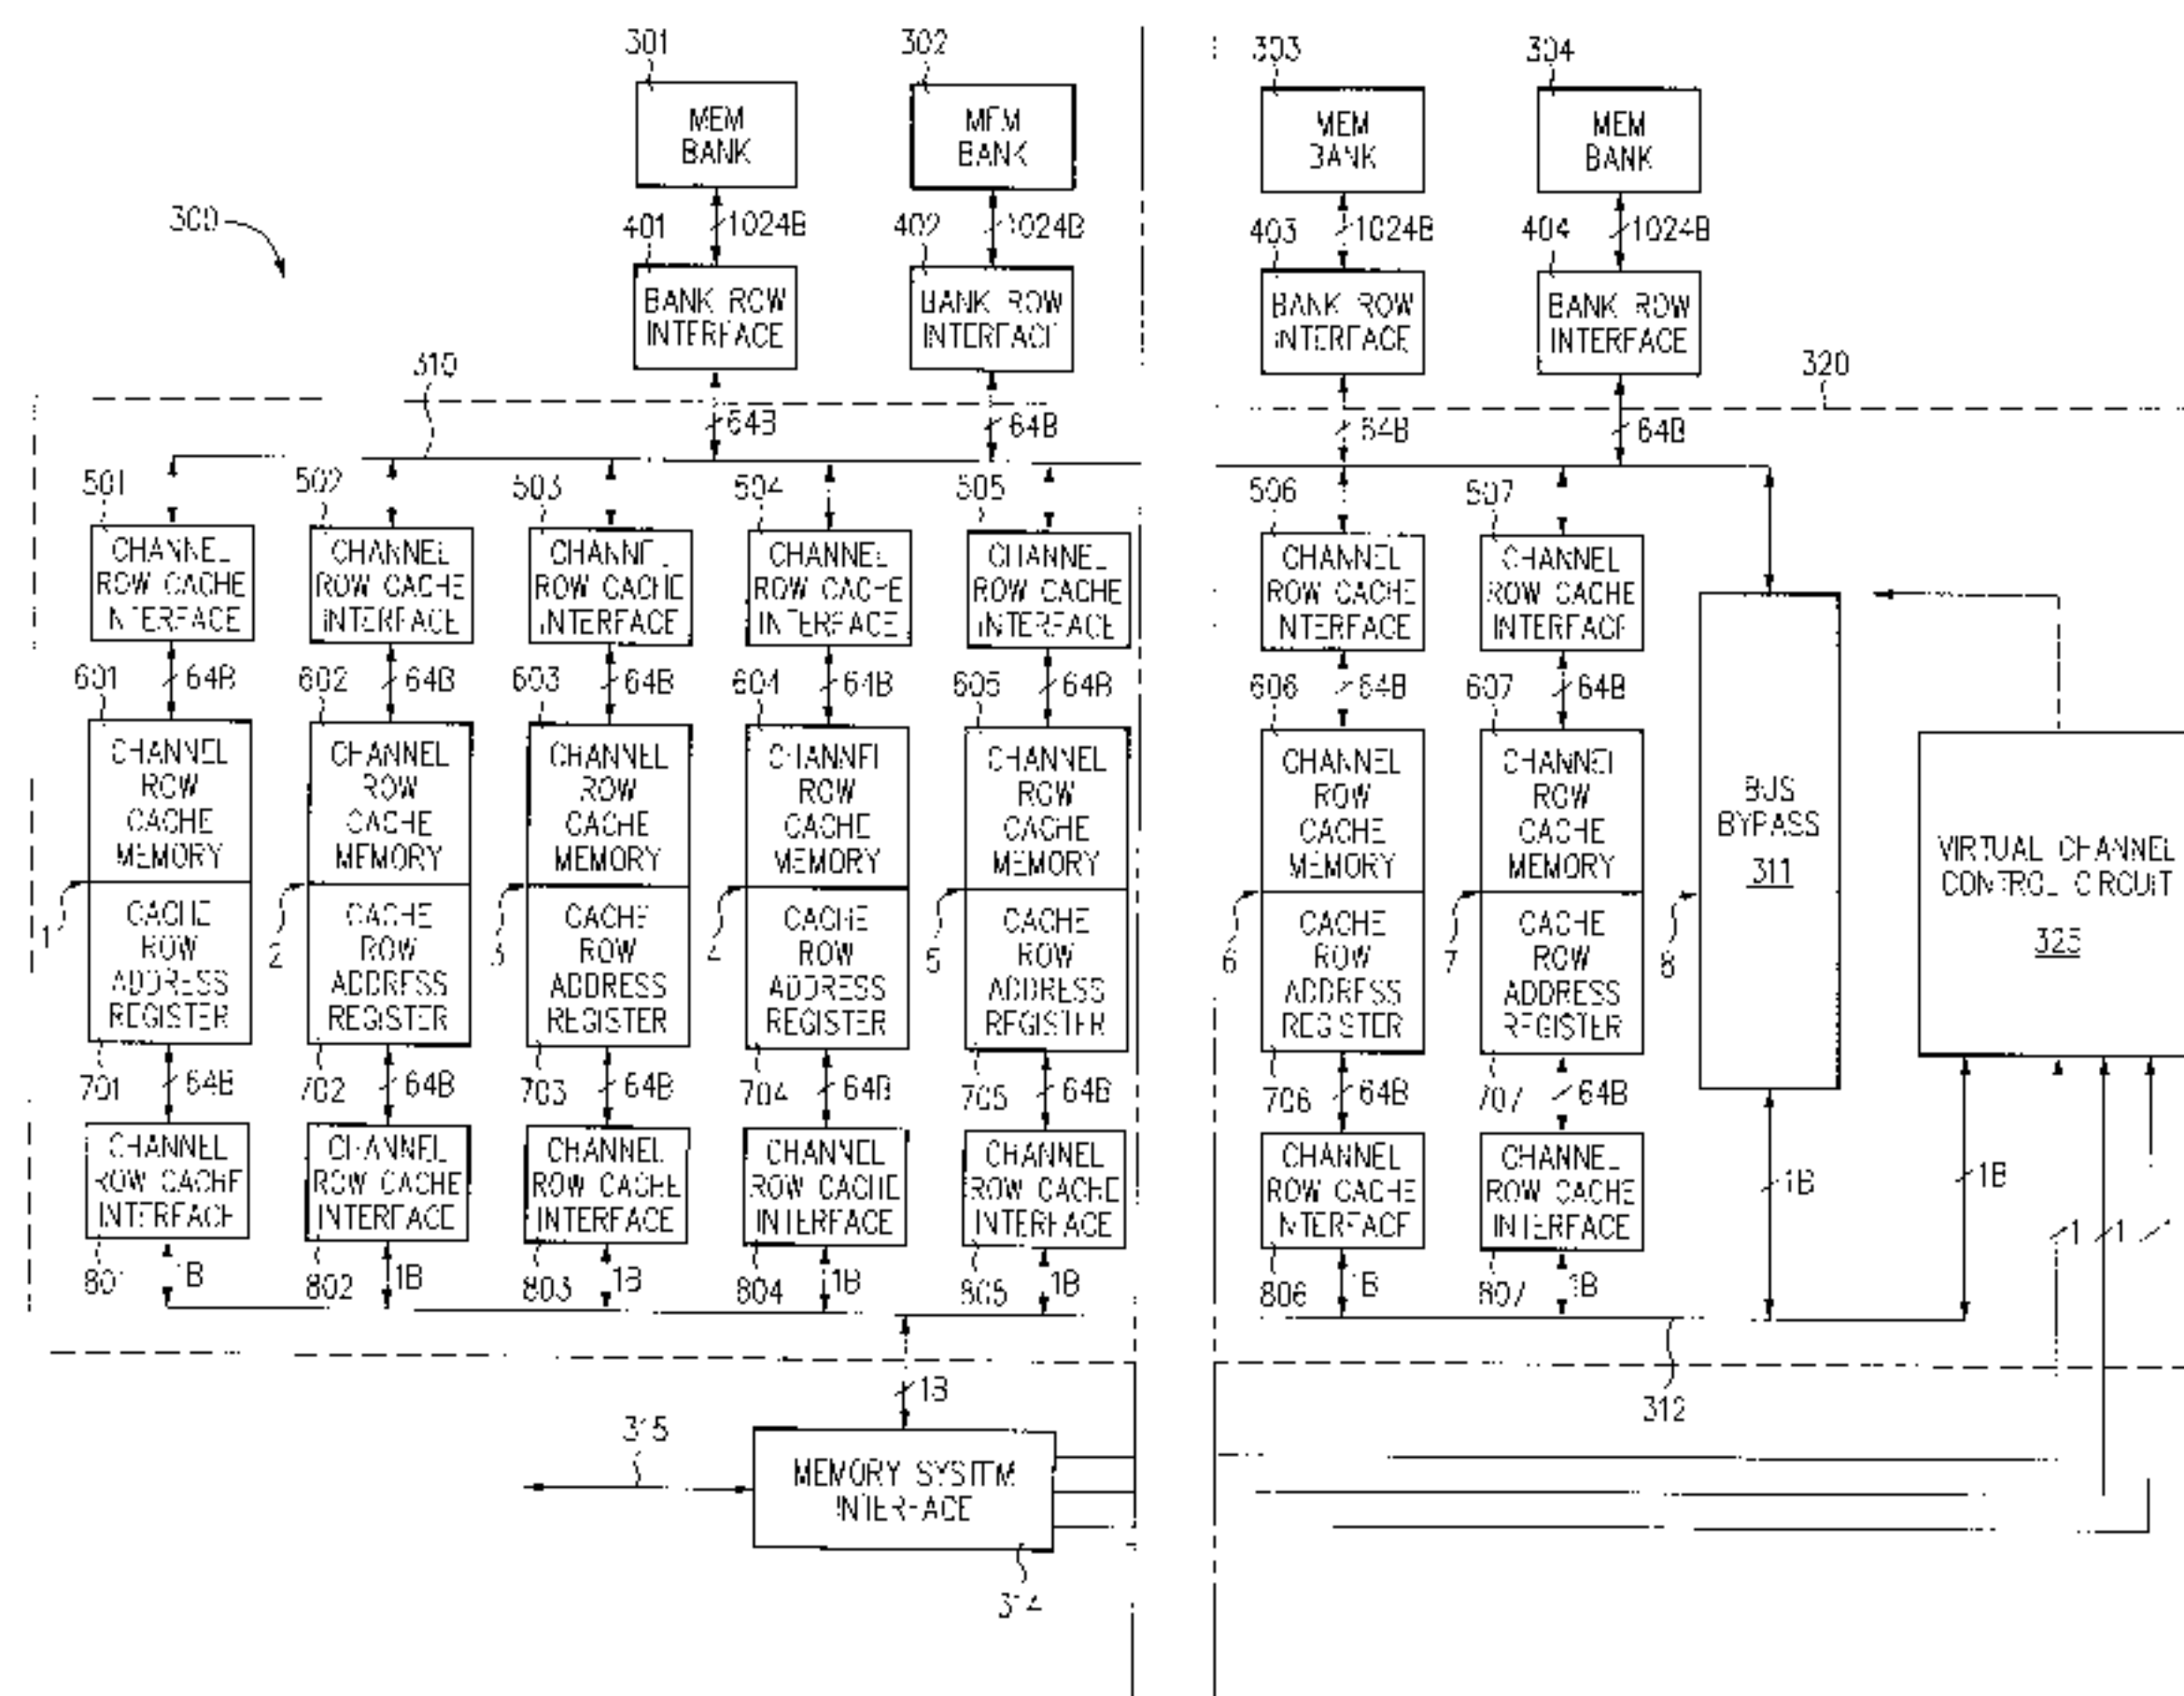 301
302
303
304
MEM
BANK
MEM
BANK
MEM
BANK
MEM
BANK
300
401
1024B
402
1024B
403
1024B
404
1024B
BANK ROW
INTERFACE
BANK ROW
INTERFACE
BANK ROW
INTERFACE
BANK ROW
INTERFACE
310
320
64B
64B
64B
64B
501
502
503
504
505
506
507
CHANNEL
ROW CACHE
INTERFACE
CHANNEL
ROW CACHE
INTERFACE
CHANNEL
ROW CACHE
INTERFACE
CHANNEL
ROW CACHE
INTERFACE
CHANNEL
ROW CACHE
INTERFACE
CHANNEL
ROW CACHE
INTERFACE
CHANNEL
ROW CACHE
INTERFACE
601
64B
602
64B
603
64B
604
64B
605
64B
606
64B
607
64B
CHANNEL
ROW
CACHE
MEMORY
CHANNEL
ROW
CACHE
MEMORY
CHANNEL
ROW
CACHE
MEMORY
CHANNEL
ROW
CACHE
MEMORY
CHANNEL
ROW
CACHE
MEMORY
CHANNEL
ROW
CACHE
MEMORY
CHANNEL
ROW
CACHE
MEMORY
BUS
BYPASS
311
VIRTUAL CHANNEL
CONTROL CIRCUIT
325
1
2
3
4
5
6
7
8
CACHE
ROW
ADDRESS
REGISTER
CACHE
ROW
ADDRESS
REGISTER
CACHE
ROW
ADDRESS
REGISTER
CACHE
ROW
ADDRESS
REGISTER
CACHE
ROW
ADDRESS
REGISTER
CACHE
ROW
ADDRESS
REGISTER
CACHE
ROW
ADDRESS
REGISTER
701
64B
702
64B
703
64B
704
64B
705
64B
706
64B
707
64B
CHANNEL
ROW CACHE
INTERFACE
CHANNEL
ROW CACHE
INTERFACE
CHANNEL
ROW CACHE
INTERFACE
CHANNEL
ROW CACHE
INTERFACE
CHANNEL
ROW CACHE
INTERFACE
CHANNEL
ROW CACHE
INTERFACE
CHANNEL
ROW CACHE
INTERFACE
1B
1B
1
1
1
801
1B
802
1B
803
1B
804
1B
805
1B
806
1B
807
1B
1B
312
315
MEMORY SYSTEM
INTERFACE
314